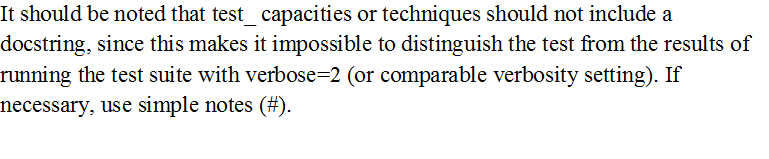 It should be noted that test_ capacities or techniques should not include a
docstring, since this makes it impossible to distinguish the test from the results of
running the test suite with verbose=2 (or comparable verbosity setting). If
necessary, use simple notes (#).